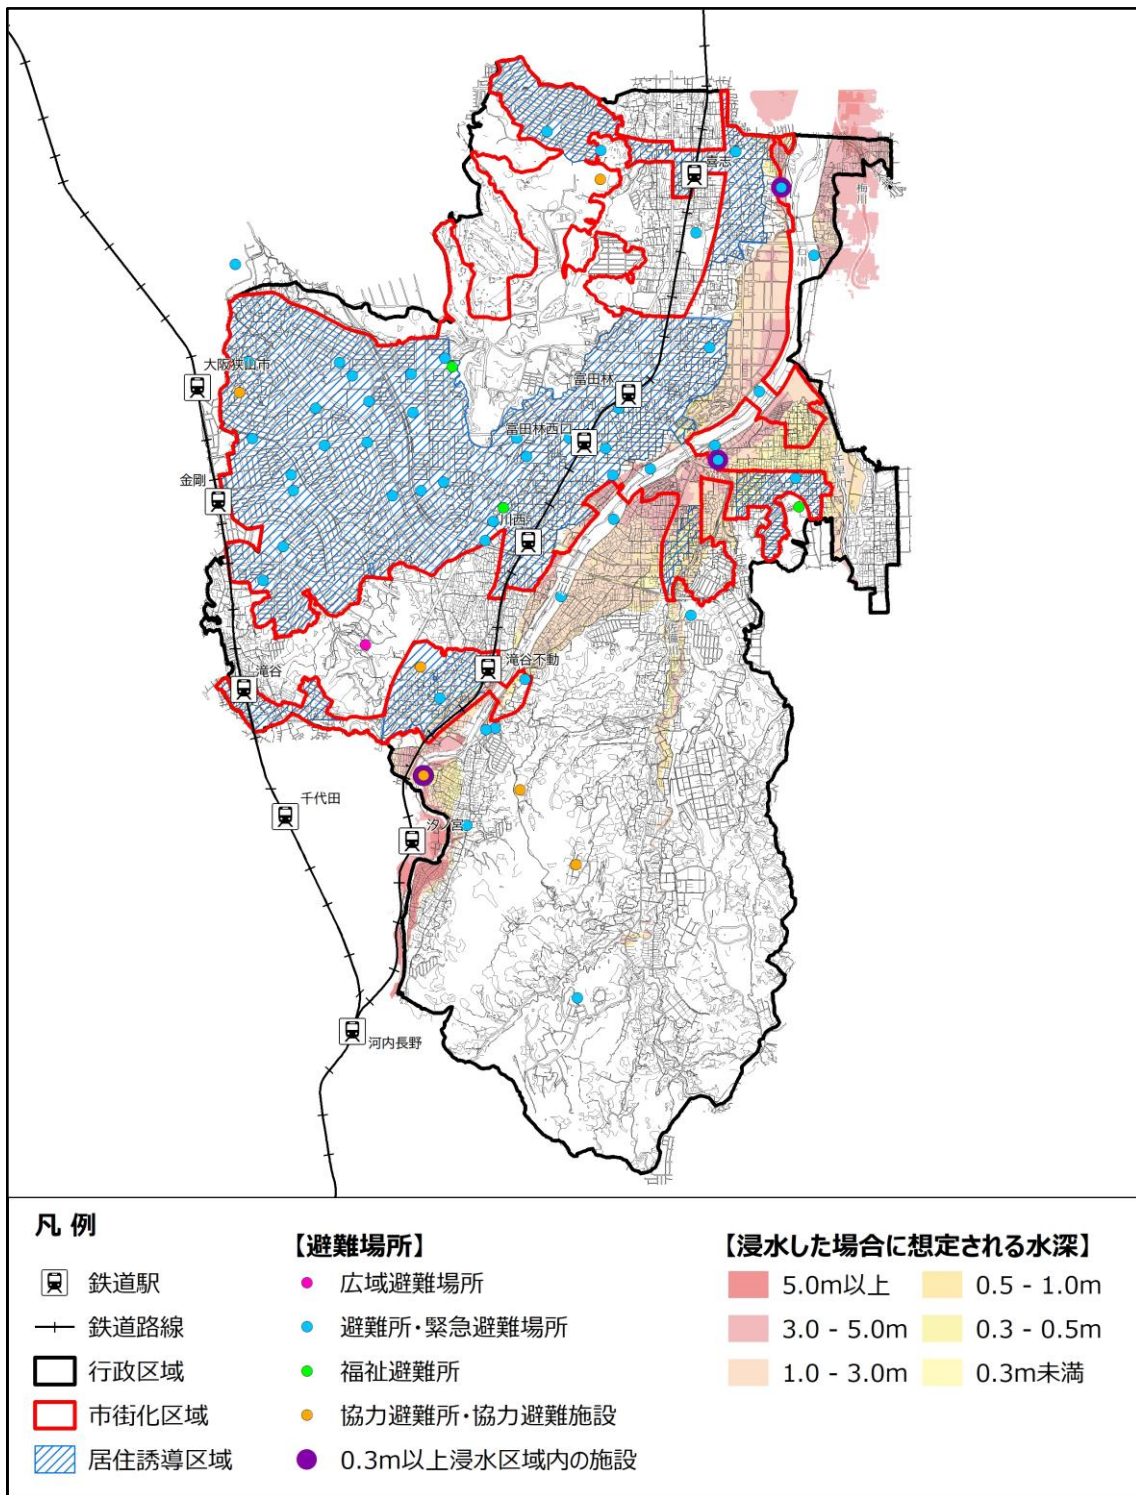 喜志
梅川
石川
大阪狭山市
富田林
富田林西口
金剛
川西
石川
滝谷不動
滝谷
千代田
汐ノ宮
河内長野
凡 例
鉄道駅
鉄道路線
行政区域
市街化区域
居住誘導区域
【避難場所】
広域避難場所
避難所・緊急避難場所
福祉避難所
協力避難所・協力避難施設
0.3m以上浸水区域内の施設
【浸水した場合に想定される水深】
5.0m以上
3.0 - 5.0m
1.0 - 3.0m
0.5 - 1.0m
0.3 - 0.5m
0.3m未満